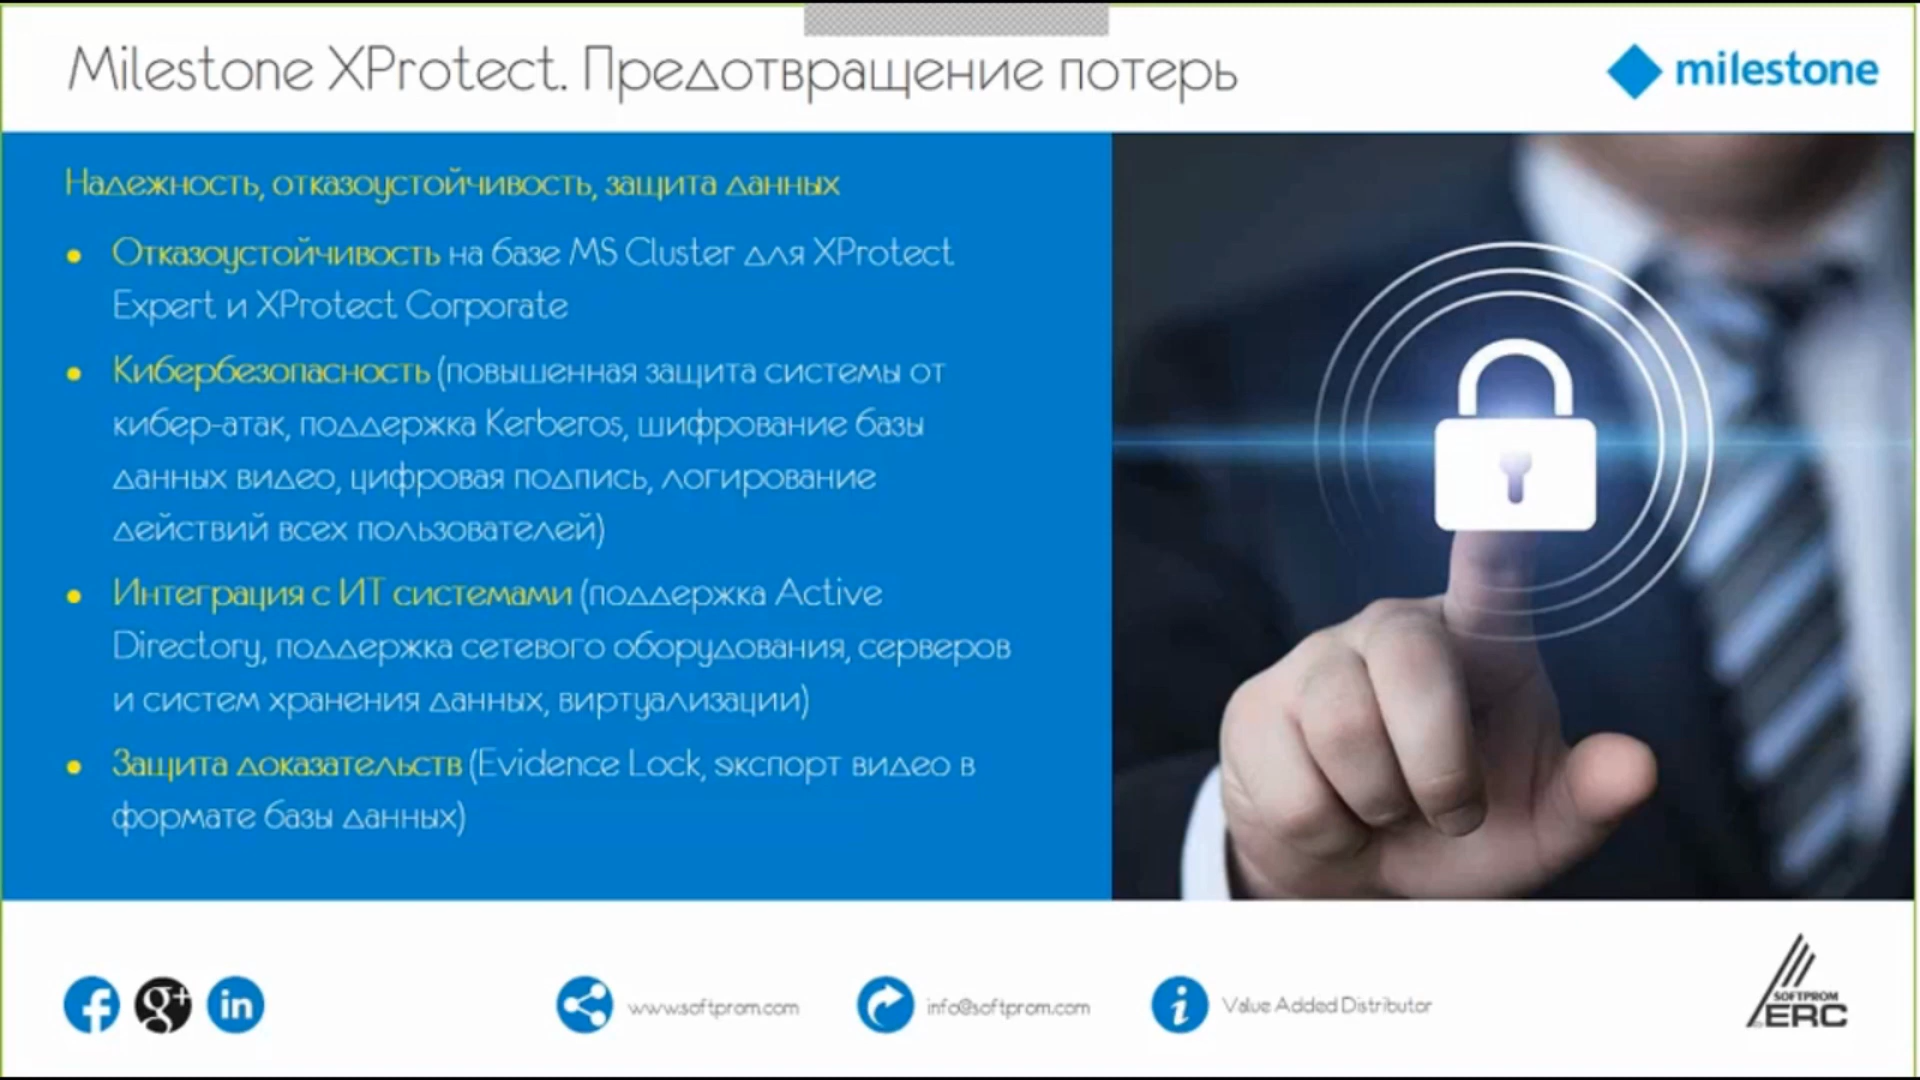 Milestone XProtect. Предотвращение потерь
milestone
Надежность, отказоустойчивость, защита данных
• Отказоустойчивость на базе MS Cluster для XProtect
Expert и XProtect Corporate
• Кибербезопасность (повышенная защита системы от
кибер-атак, поддержка Kerberos, шифрование базы
данных видео, цифровая подпись, логирование
действий всех пользователей)
• Интеграция с ИТ системами (поддержка Active
Directory, поддержка сетевого оборудования, серверов
и систем хранения данных, виртуализации)
• Защита доказательств (Evidence Lock, экспорт видео в
формате базы данных)
f g+ in
www.softprom.com
info@softprom.com
i
Value Added Distributor
SOFTPROM
by ERC